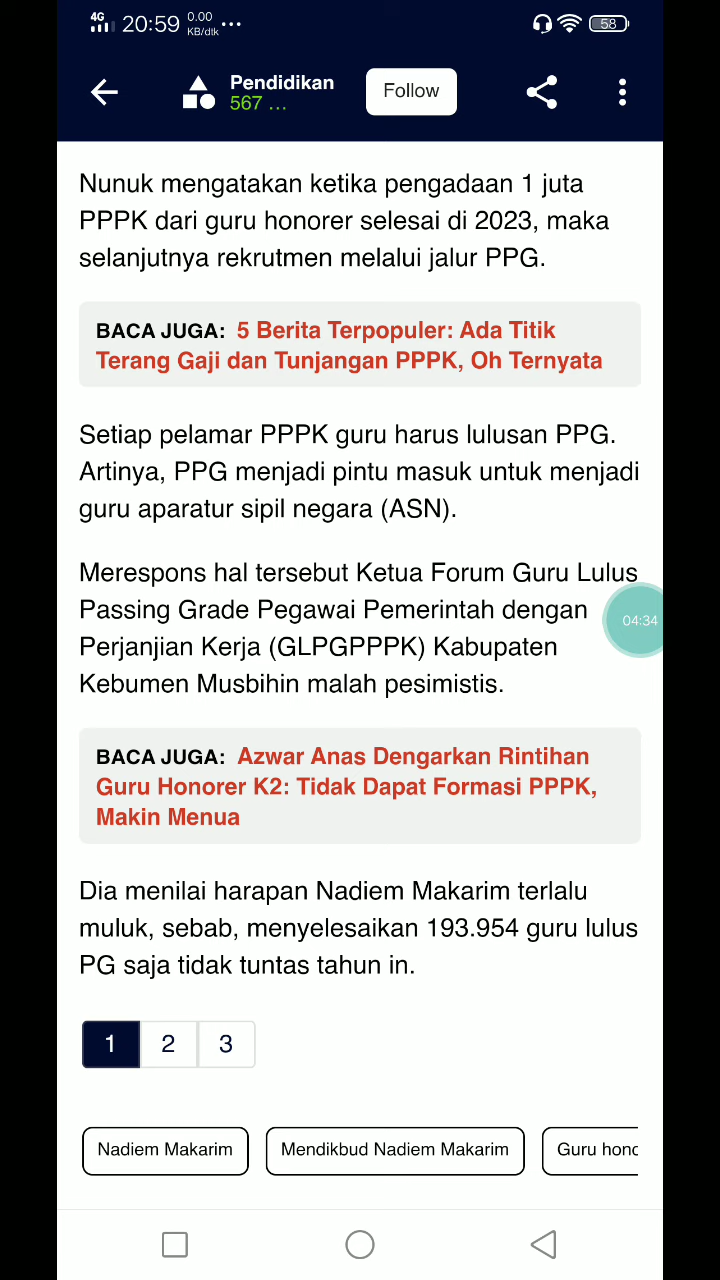 4G 20:59 0.00 KB/dtk ... 58
Pendidikan
567 ...
Follow
Nunuk mengatakan ketika pengadaan 1 juta
PPPK dari guru honorer selesai di 2023, maka
selanjutnya rekrutmen melalui jalur PPG.
BACA JUGA: 5 Berita Terpopuler: Ada Titik
Terang Gaji dan Tunjangan PPPK, Oh Ternyata
Setiap pelamar PPPK guru harus lulusan PPG.
Artinya, PPG menjadi pintu masuk untuk menjadi
guru aparatur sipil negara (ASN).
Merespons hal tersebut Ketua Forum Guru Lulus
Passing Grade Pegawai Pemerintah dengan
04:34
Perjanjian Kerja (GLPGPPPK) Kabupaten
Kebumen Musbihin malah pesimistis.
BACA JUGA: Azwar Anas Dengarkan Rintihan
Guru Honorer K2: Tidak Dapat Formasi PPPK,
Makin Menua
Dia menilai harapan Nadiem Makarim terlalu
muluk, sebab, menyelesaikan 193.954 guru lulus
PG saja tidak tuntas tahun in.
1 2 3
Nadiem Makarim Mendikbud Nadiem Makarim Guru hono